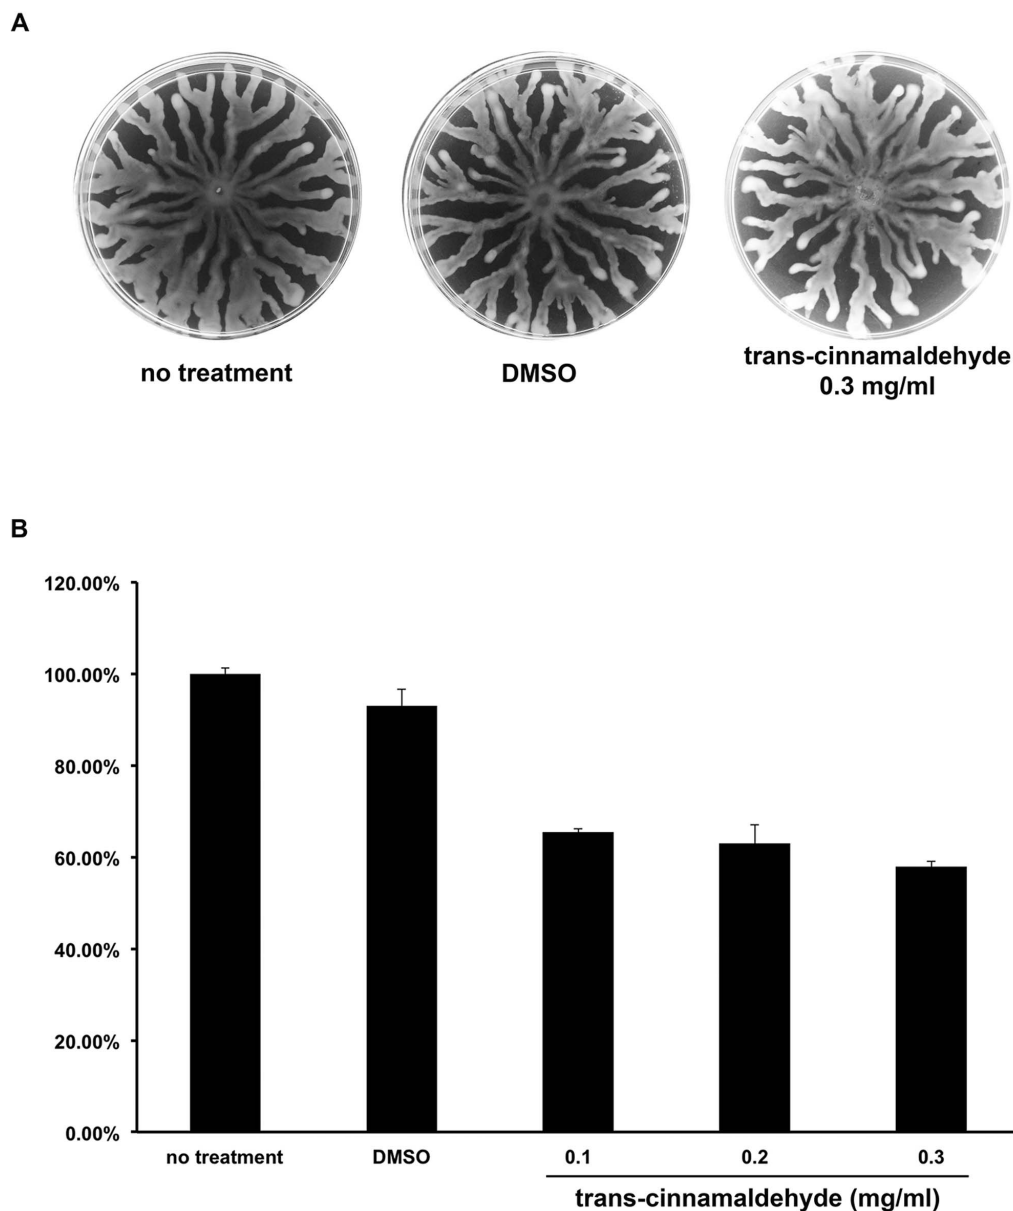 A
no treatment
DMSO
trans-cinnamaldehyde
0.3 mg/ml
B
120.00%
100.00%
80.00%
60.00%
40.00%
20.00%
0.00%
no treatment
DMSO
0.1
0.2
0.3
trans-cinnamaldehyde (mg/ml)